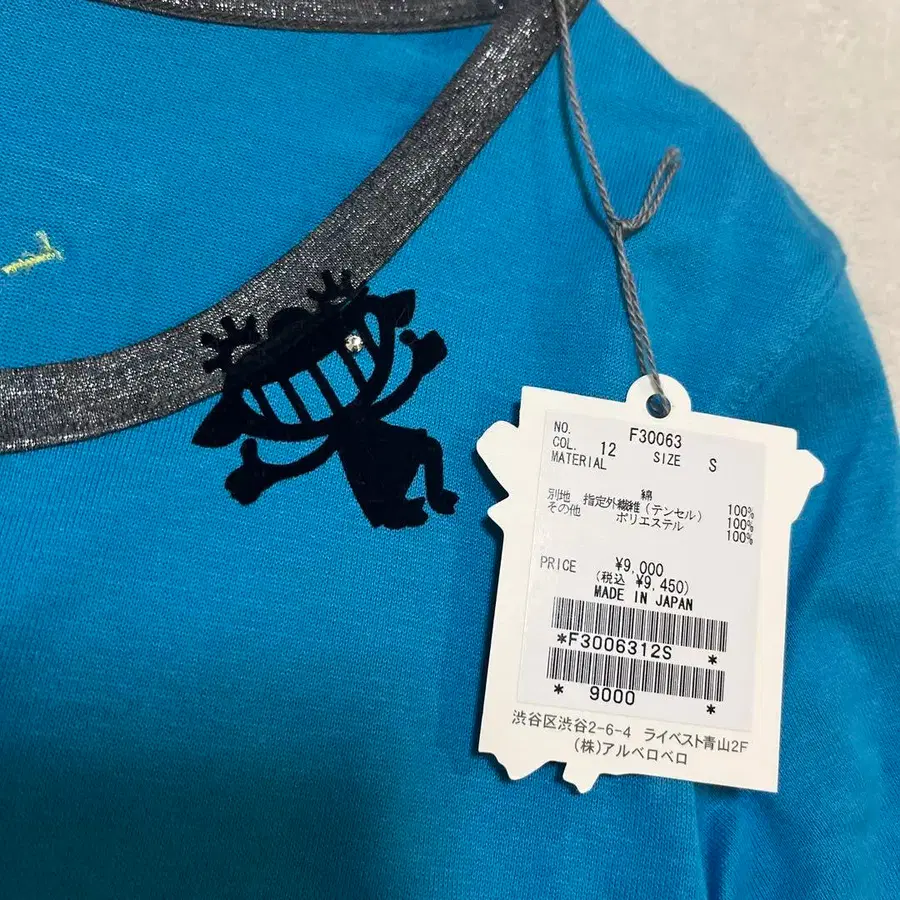 NO. F30063
COL. 12 SIZE S
MATERIAL
綿 100%
別地 指定外繊維(テンセル) 100%
その他 ポリエステル 100%
PRICE ¥9,000
(税込 ¥9,450)
MADE IN JAPAN
*F3006312S *
* 9000 *
渋谷区渋谷2-6-4 ライベスト青山2F
(株)アルベロベロ